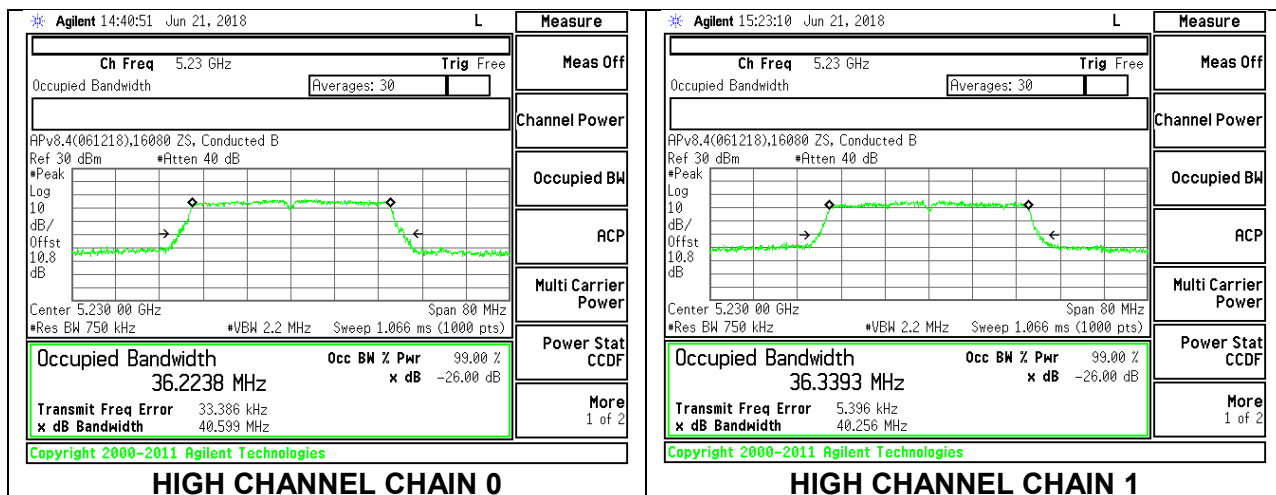 Agilent 14:40:51 Jun 21, 2018 L
Measure
Ch Freq 5.23 GHz Trig Free
Occupied Bandwidth Averages: 30
APv8.4(061218),16080 ZS, Conducted B
Ref 30 dBm #Atten 40 dB
#Peak
Log
10
dB/
Offst
10.8
dB
Center 5.230 00 GHz Span 80 MHz
#Res BW 750 kHz #VBW 2.2 MHz Sweep 1.066 ms (1000 pts)
Occupied Bandwidth Occ BW % Pwr 99.00 %
36.2238 MHz x dB -26.00 dB
Transmit Freq Error 33.386 kHz
x dB Bandwidth 40.599 MHz
Copyright 2000-2011 Agilent Technologies
Meas Off
Channel Power
Occupied BW
ACP
Multi Carrier
Power
Power Stat
CCDF
More
1 of 2
HIGH CHANNEL CHAIN 0
Agilent 15:23:10 Jun 21, 2018 L
Measure
Ch Freq 5.23 GHz Trig Free
Occupied Bandwidth Averages: 30
APv8.4(061218),16080 ZS, Conducted B
Ref 30 dBm #Atten 40 dB
#Peak
Log
10
dB/
Offst
10.8
dB
Center 5.230 00 GHz Span 80 MHz
#Res BW 750 kHz #VBW 2.2 MHz Sweep 1.066 ms (1000 pts)
Occupied Bandwidth Occ BW % Pwr 99.00 %
36.3393 MHz x dB -26.00 dB
Transmit Freq Error 5.396 kHz
x dB Bandwidth 40.256 MHz
Copyright 2000-2011 Agilent Technologies
Meas Off
Channel Power
Occupied BW
ACP
Multi Carrier
Power
Power Stat
CCDF
More
1 of 2
HIGH CHANNEL CHAIN 1